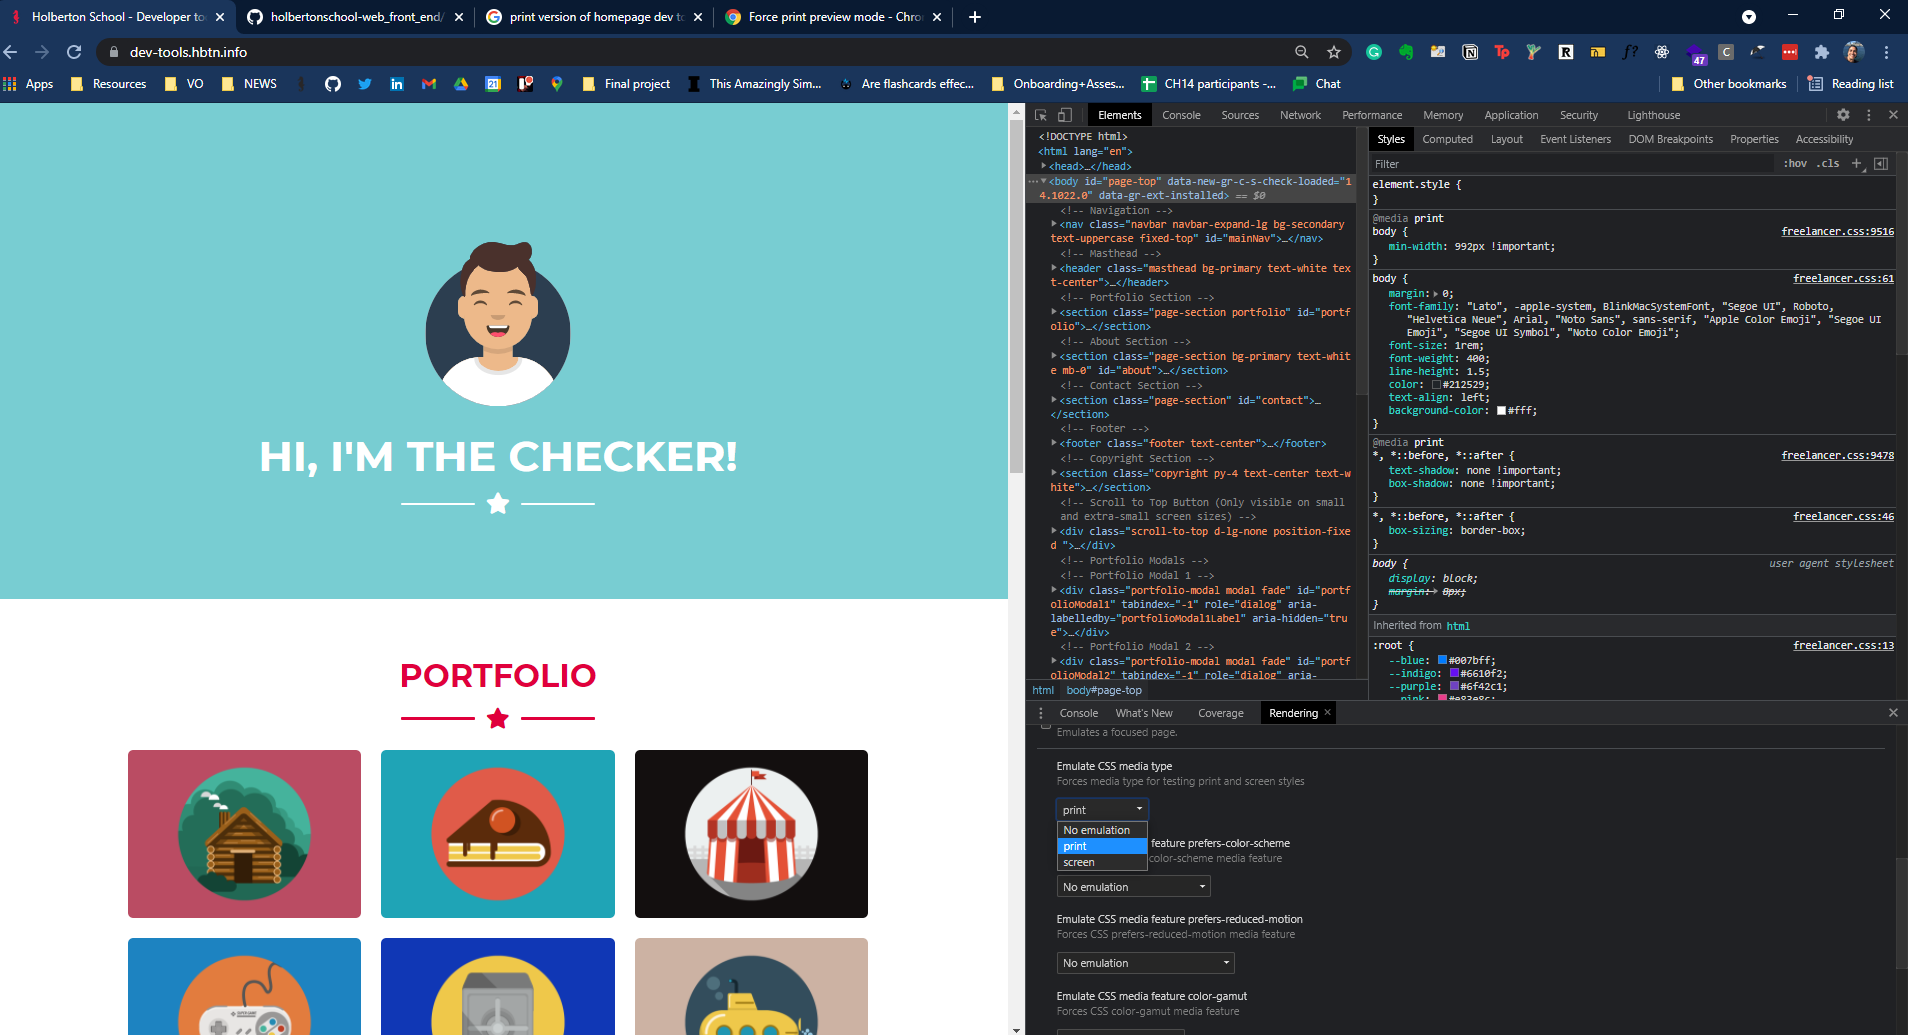 Holberton School - Developer to
holbertonschool-web_front_end/
print version of homepage dev to
Force print preview mode - Chro
dev-tools.hbtn.info
47
Apps
Resources
VO
NEWS
21
Final project
This Amazingly Sim...
Are flashcards effec...
Onboarding+Asses...
CH14 participants -...
Chat
Other bookmarks
Reading list
HI, I'M THE CHECKER!
PORTFOLIO
Elements Console Sources Network Performance Memory Application Security Lighthouse
<!DOCTYPE html>
<html lang="en">
<head>…</head>
<body id="page-top" data-new-gr-c-s-check-loaded="1
4.1022.0" data-gr-ext-installed> == $0
<!-- Navigation -->
<nav class="navbar navbar-expand-lg bg-secondary
text-uppercase fixed-top" id="mainNav">…</nav>
<!-- Masthead -->
<header class="masthead bg-primary text-white tex
t-center">…</header>
<!-- Portfolio Section -->
<section class="page-section portfolio" id="portf
olio">…</section>
<!-- About Section -->
<section class="page-section bg-primary text-whit
e mb-0" id="about">…</section>
<!-- Contact Section -->
<section class="page-section" id="contact">…
</section>
<!-- Footer -->
<footer class="footer text-center">…</footer>
<!-- Copyright Section -->
<section class="copyright py-4 text-center text-w
hite">…</section>
<!-- Scroll to Top Button (Only visible on small
and extra-small screen sizes) -->
<div class="scroll-to-top d-lg-none position-fixe
d ">…</div>
<!-- Portfolio Modals -->
<!-- Portfolio Modal 1 -->
<div class="portfolio-modal modal fade" id="portf
olioModal1" tabindex="-1" role="dialog" aria-
labelledby="portfolioModal1Label" aria-hidden="tru
e">…</div>
<!-- Portfolio Modal 2 -->
<div class="portfolio-modal modal fade" id="portf
olioModal2" tabindex="-1" role="dialog" aria-
html body#page-top
Styles Computed Layout Event Listeners DOM Breakpoints Properties Accessibility
Filter :hov .cls +
element.style {
}
@media print
body { freelancer.css:9516
min-width: 992px !important;
}
body { freelancer.css:61
margin: 0;
font-family: "Lato", -apple-system, BlinkMacSystemFont, "Segoe UI", Roboto,
"Helvetica Neue", Arial, "Noto Sans", sans-serif, "Apple Color Emoji", "Segoe UI
Emoji", "Segoe UI Symbol", "Noto Color Emoji";
font-size: 1rem;
font-weight: 400;
line-height: 1.5;
color: #212529;
text-align: left;
background-color: #fff;
}
@media print
*, *::before, *::after { freelancer.css:9478
text-shadow: none !important;
box-shadow: none !important;
}
*, *::before, *::after { freelancer.css:46
box-sizing: border-box;
}
body { user agent stylesheet
display: block;
margin: 8px;
}
Inherited from html
:root { freelancer.css:13
--blue: #007bff;
--indigo: #6610f2;
--purple: #6f42c1;
--pink: #e83e8c;
Console What's New Coverage Rendering
Emulates a focused page.
Emulate CSS media type
Forces media type for testing print and screen styles
print
No emulation
print
screen
feature prefers-color-scheme
color-scheme media feature
No emulation
Emulate CSS media feature prefers-reduced-motion
Forces CSS prefers-reduced-motion media feature
No emulation
Emulate CSS media feature color-gamut
Forces CSS color-gamut media feature